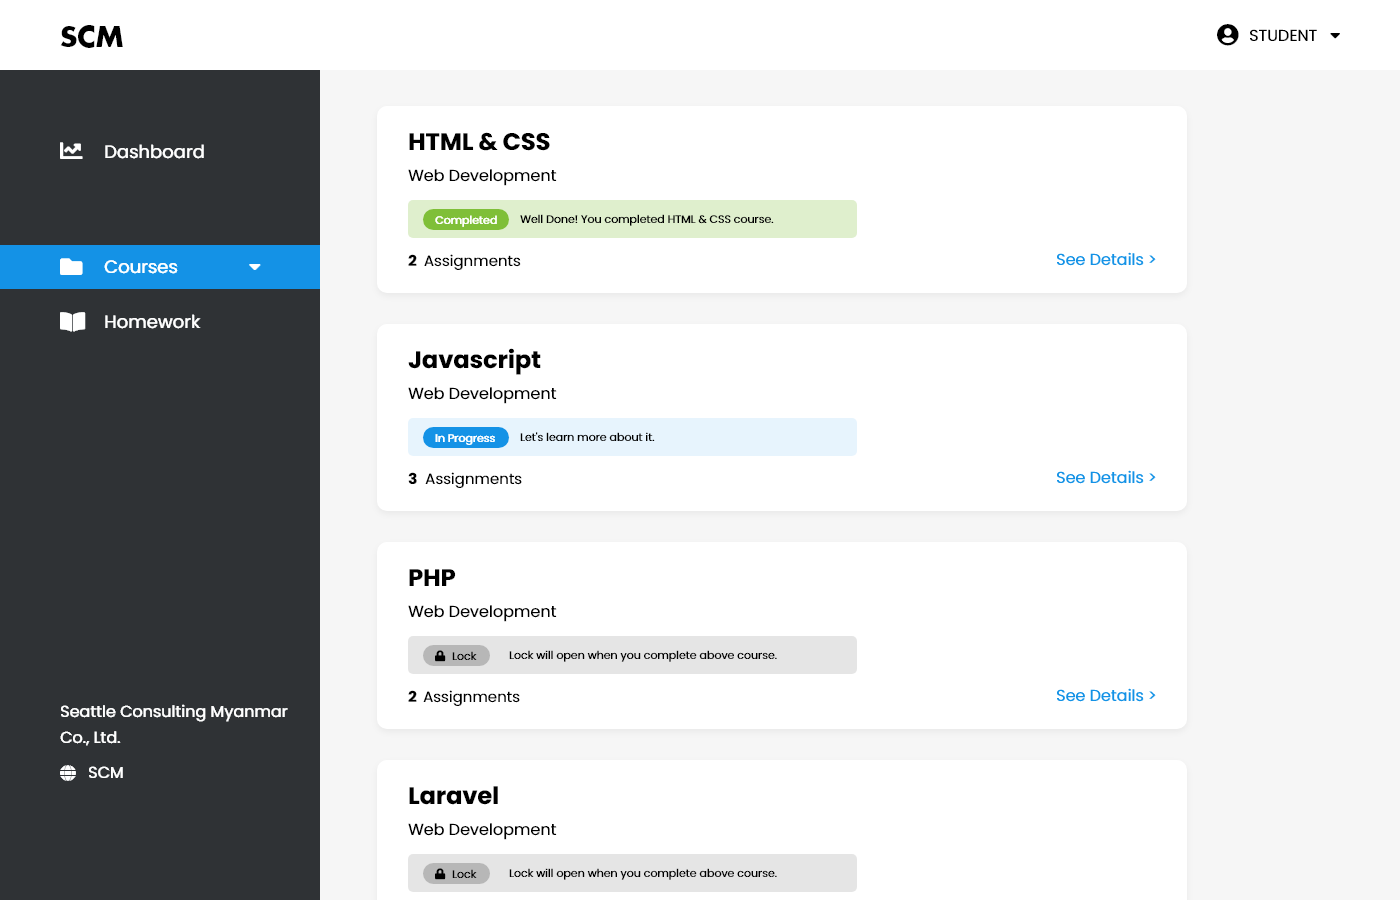 SCM
STUDENT
Dashboard
Courses
Homework
Seattle Consulting Myanmar
Co., Ltd.
SCM
HTML & CSS
Web Development
Completed Well Done! You completed HTML & CSS course.
2 Assignments
See Details >
Javascript
Web Development
In Progress Let's learn more about it.
3 Assignments
See Details >
PHP
Web Development
Lock Lock will open when you complete above course.
2 Assignments
See Details >
Laravel
Web Development
Lock Lock will open when you complete above course.